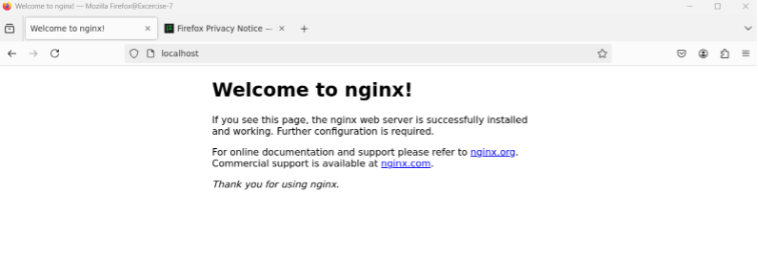 Welcome to nginx! — Mozilla Firefox@Excercise-7
Welcome to nginx!
Firefox Privacy Notice —
localhost
Welcome to nginx!
If you see this page, the nginx web server is successfully installed
and working. Further configuration is required.
For online documentation and support please refer to nginx.org.
Commercial support is available at nginx.com.
Thank you for using nginx.